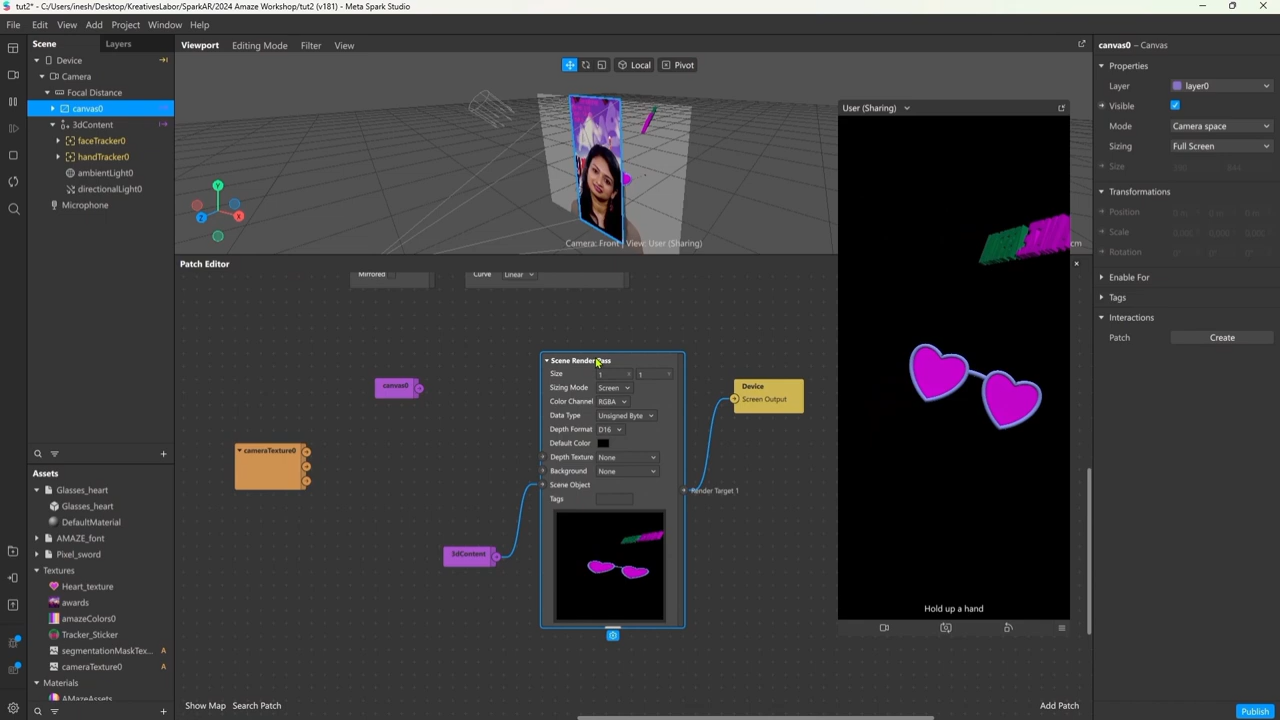 tut2* - C:/Users/inesh/Desktop/KreativesLabor/SparkAR/2024 Amaze Workshop/tut2 (v181) - Meta Spark Studio
File Edit View Add Project Window Help
Scene Layers
Device
Camera
Focal Distance
canvas0
3dContent
faceTracker0
handTracker0
ambientLight0
directionalLight0
Microphone
Assets
Glasses_heart
Glasses_heart
DefaultMaterial
AMAZE_font
Pixel_sword
Textures
Heart_texture
awards
amazeColors0
Tracker_Sticker
segmentationMaskTex... A
cameraTexture0 A
Materials
AMazeAssets
Viewport Editing Mode Filter View
Local Pivot
Y
Z X
Camera: Front | View: User (Sharing)
cm
Patch Editor
Mirrored
Curve Linear
canvas0
cameraTexture0
3dContent
Scene Render Pass
Size 1 1
Sizing Mode Screen
Color Channel RGBA
Data Type Unsigned Byte
Depth Format D16
Default Color
Depth Texture None
Background None
Scene Object
Tags
Render Target 1
Device
Screen Output
Show Map Search Patch
Add Patch
User (Sharing)
Hold up a hand
canvas0 – Canvas
Properties
Layer layer0
Visible
Mode Camera space
Sizing Full Screen
Size
Transformations
Position
Scale
Rotation
Enable For
Tags
Interactions
Patch Create
Publish